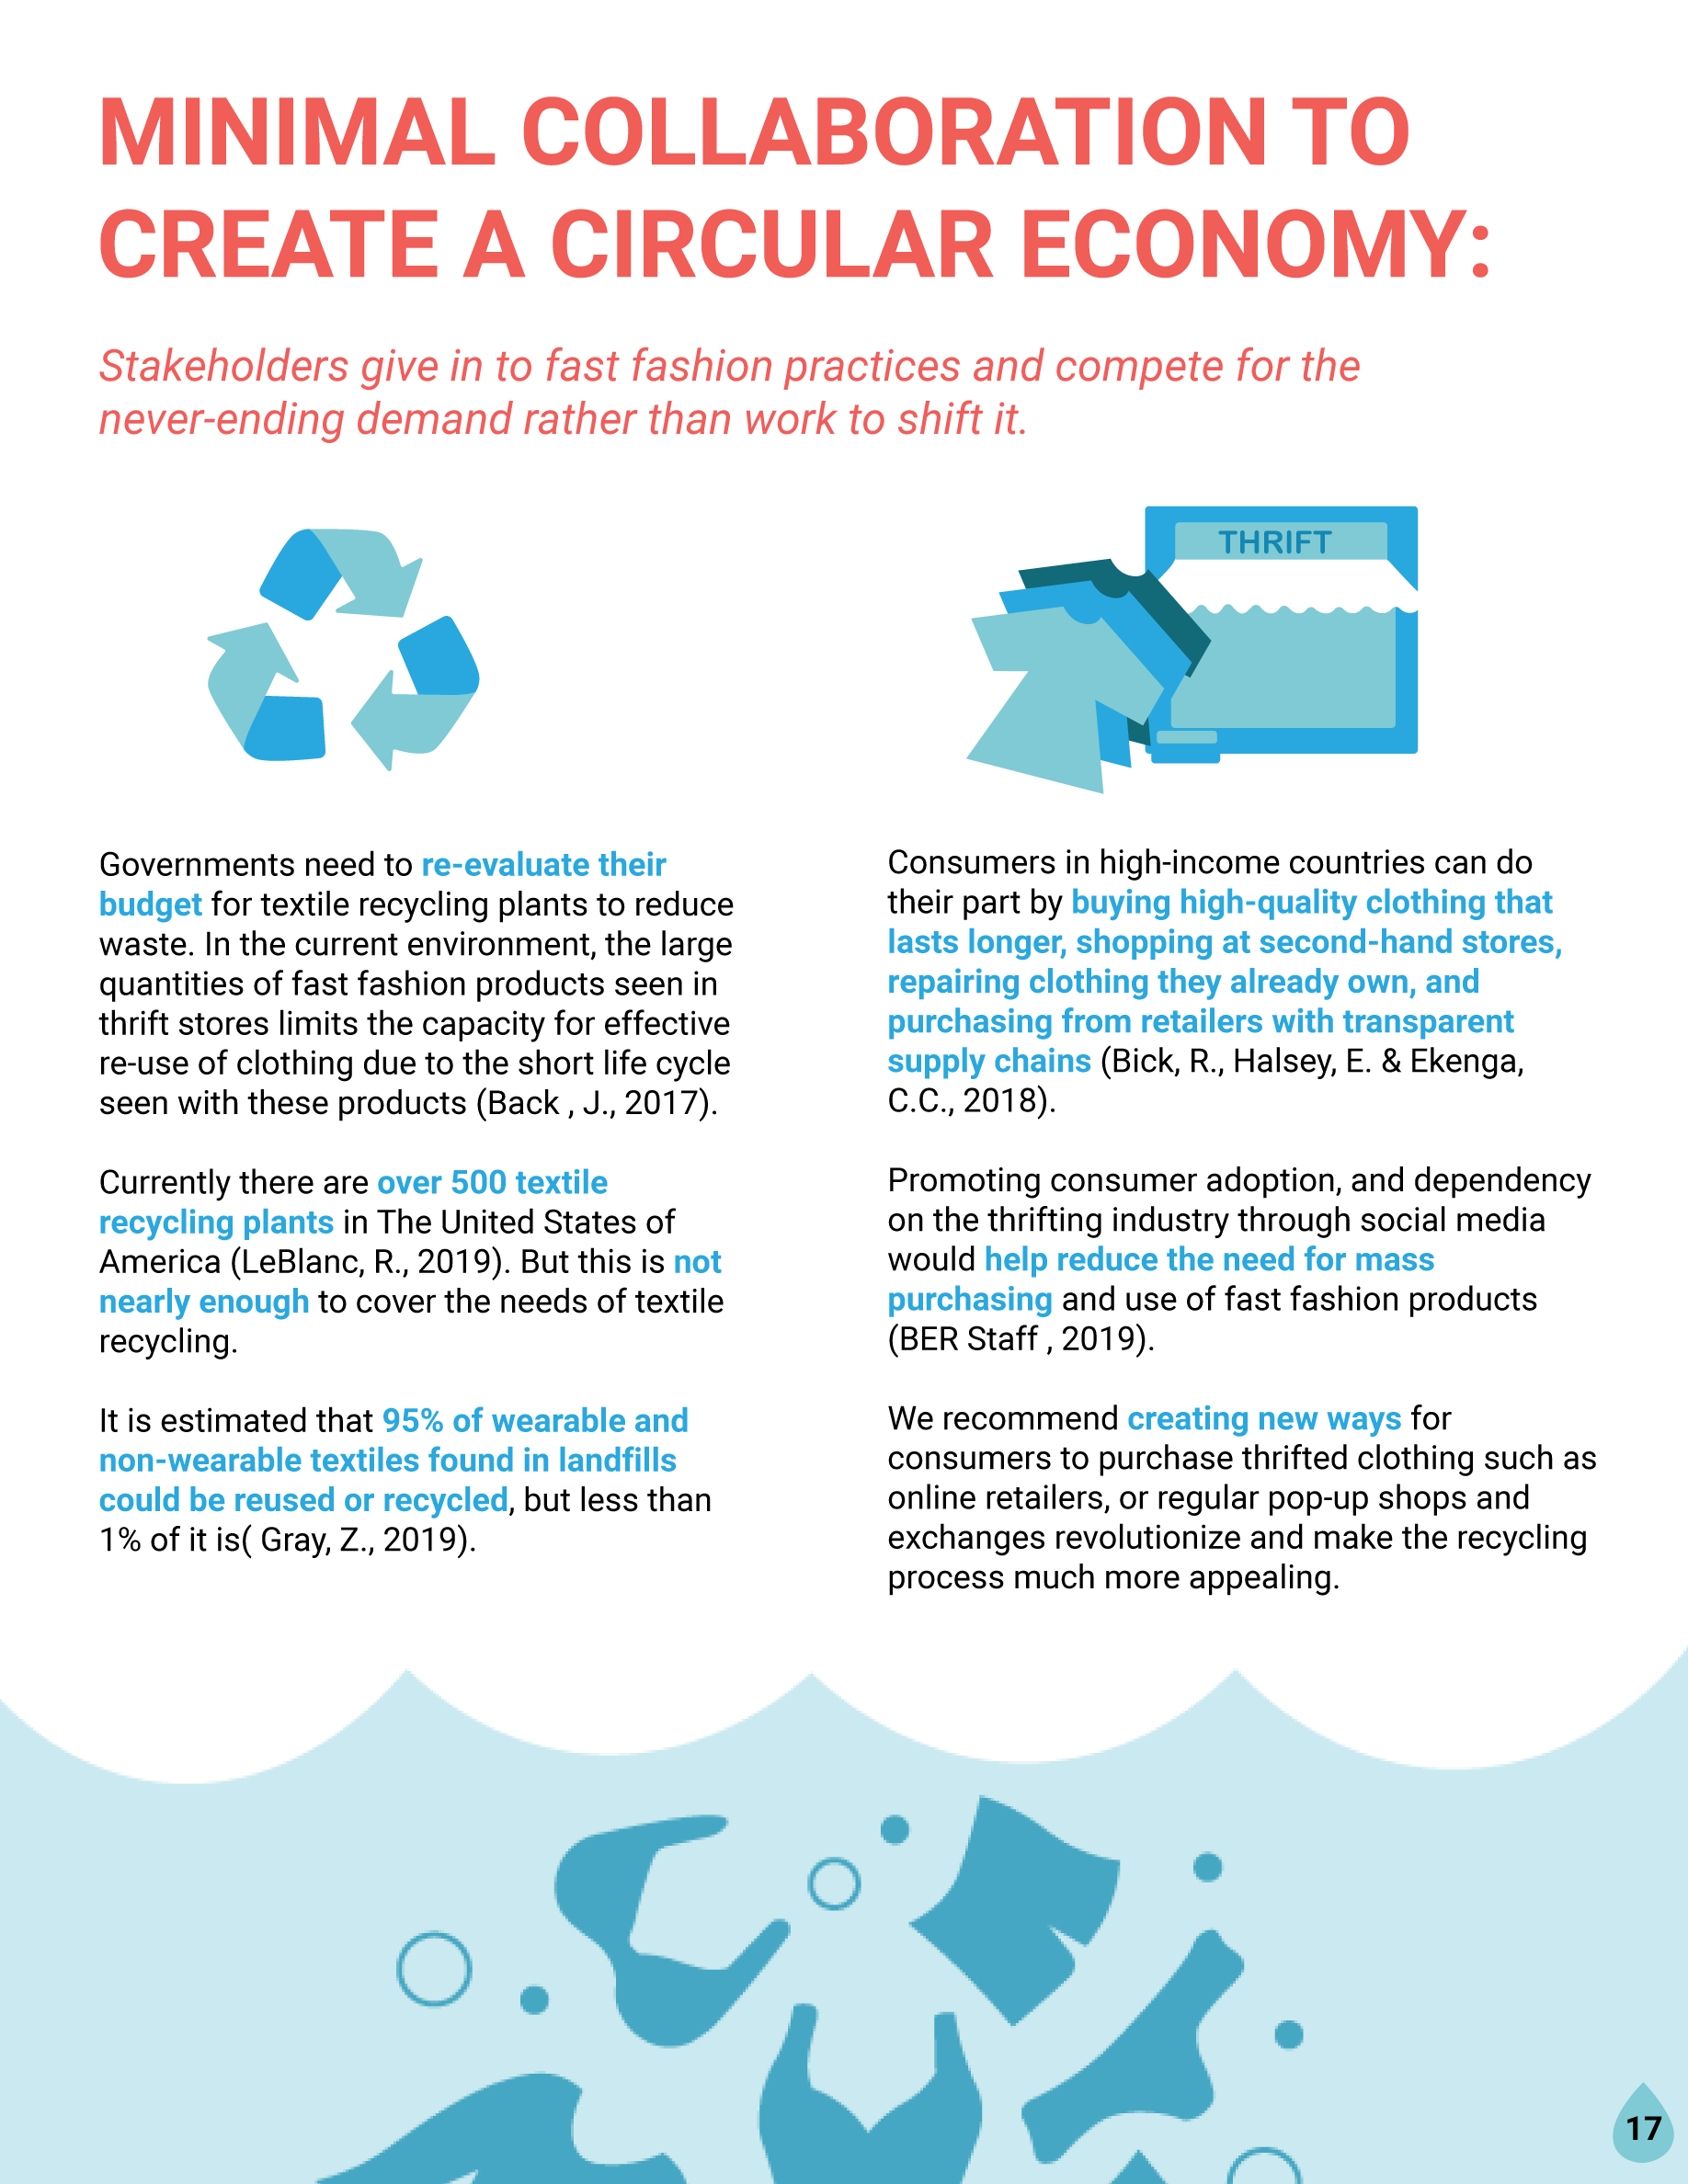 MINIMAL COLLABORATION TO
CREATE A CIRCULAR ECONOMY:
Stakeholders give in to fast fashion practices and compete for the
never-ending demand rather than work to shift it.
THRIFT
Governments need to re-evaluate their
budget for textile recycling plants to reduce
waste. In the current environment, the large
quantities of fast fashion products seen in
thrift stores limits the capacity for effective
re-use of clothing due to the short life cycle
seen with these products (Back , J., 2017).
Currently there are over 500 textile
recycling plants in The United States of
America (LeBlanc, R., 2019). But this is not
nearly enough to cover the needs of textile
recycling.
It is estimated that 95% of wearable and
non-wearable textiles found in landfills
could be reused or recycled, but less than
1% of it is( Gray, Z., 2019).
Consumers in high-income countries can do
their part by buying high-quality clothing that
lasts longer, shopping at second-hand stores,
repairing clothing they already own, and
purchasing from retailers with transparent
supply chains (Bick, R., Halsey, E. & Ekenga,
C.C., 2018).
Promoting consumer adoption, and dependency
on the thrifting industry through social media
would help reduce the need for mass
purchasing and use of fast fashion products
(BER Staff , 2019).
We recommend creating new ways for
consumers to purchase thrifted clothing such as
online retailers, or regular pop-up shops and
exchanges revolutionize and make the recycling
process much more appealing.
17